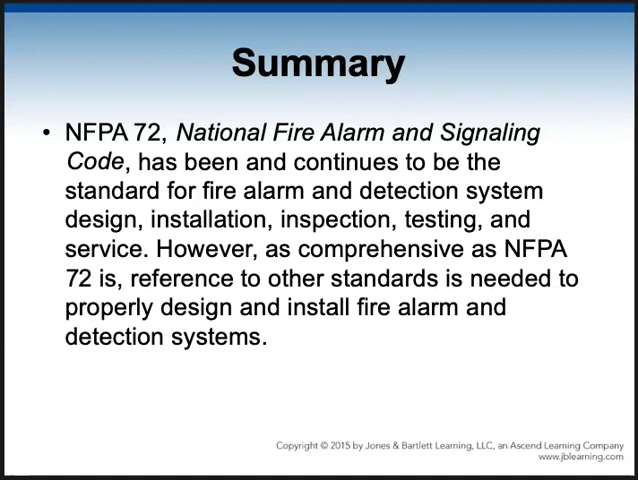 Summary
• NFPA 72, National Fire Alarm and Signaling
Code, has been and continues to be the
standard for fire alarm and detection system
design, installation, inspection, testing, and
service. However, as comprehensive as NFPA
72 is, reference to other standards is needed to
properly design and install fire alarm and
detection systems.
Copyright © 2015 by Jones & Bartlett Learning, LLC, an Ascend Learning Company
www.jblearning.com